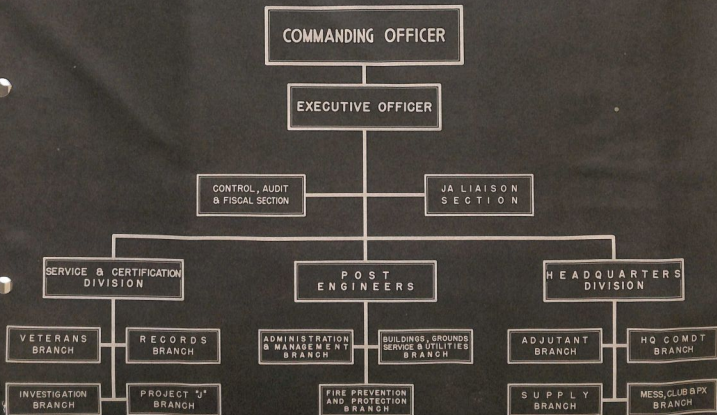 COMMANDING OFFICER
EXECUTIVE OFFICER
CONTROL, AUDIT
& FISCAL SECTION
JA LIAISON
SECTION
SERVICE & CERTIFICATION
DIVISION
POST
ENGINEERS
HEADQUARTERS
DIVISION
VETERANS
BRANCH
RECORDS
BRANCH
ADMINISTRATION
& MANAGEMENT
BRANCH
BUILDINGS, GROUNDS
SERVICE & UTILITIES
BRANCH
ADJUTANT
BRANCH
HQ COMDT
BRANCH
INVESTIGATION
BRANCH
PROJECT "J"
BRANCH
FIRE PREVENTION
AND PROTECTION
BRANCH
SUPPLY
BRANCH
MESS, CLUB & PX
BRANCH